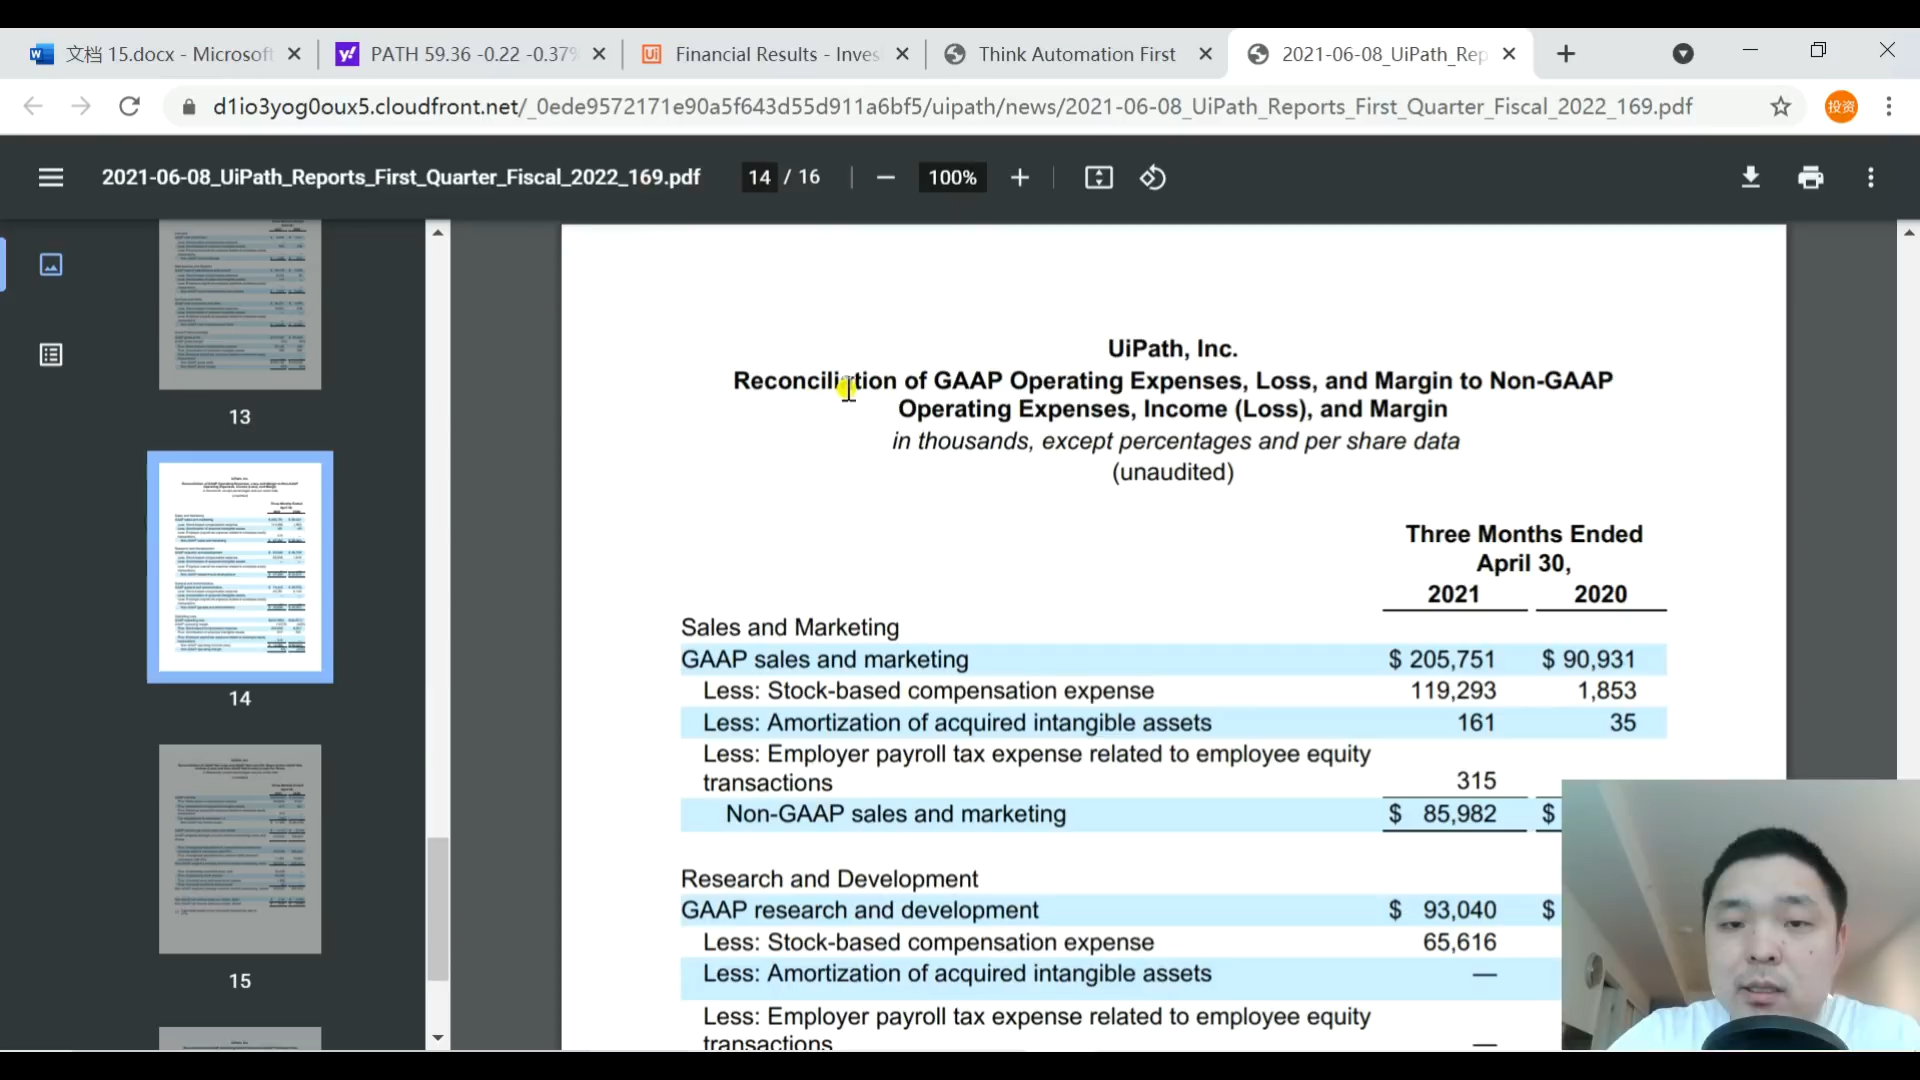 文档 15.docx - Microsoft
PATH 59.36 -0.22 -0.37%
Financial Results - Inves
Think Automation First
2021-06-08_UiPath_Rep
d1io3yog0oux5.cloudfront.net/_0ede9572171e90a5f643d55d911a6bf5/uipath/news/2021-06-08_UiPath_Reports_First_Quarter_Fiscal_2022_169.pdf
投资
2021-06-08_UiPath_Reports_First_Quarter_Fiscal_2022_169.pdf
14 / 16
100%
13
14
15
UiPath, Inc.
Reconciliation of GAAP Operating Expenses, Loss, and Margin to Non-GAAP
Operating Expenses, Income (Loss), and Margin
in thousands, except percentages and per share data
(unaudited)
Three Months Ended
April 30,
2021 2020
Sales and Marketing
GAAP sales and marketing $ 205,751 $ 90,931
Less: Stock-based compensation expense 119,293 1,853
Less: Amortization of acquired intangible assets 161 35
Less: Employer payroll tax expense related to employee equity
transactions 315
Non-GAAP sales and marketing $ 85,982 $
Research and Development
GAAP research and development $ 93,040 $
Less: Stock-based compensation expense 65,616
Less: Amortization of acquired intangible assets —
Less: Employer payroll tax expense related to employee equity
transactions —